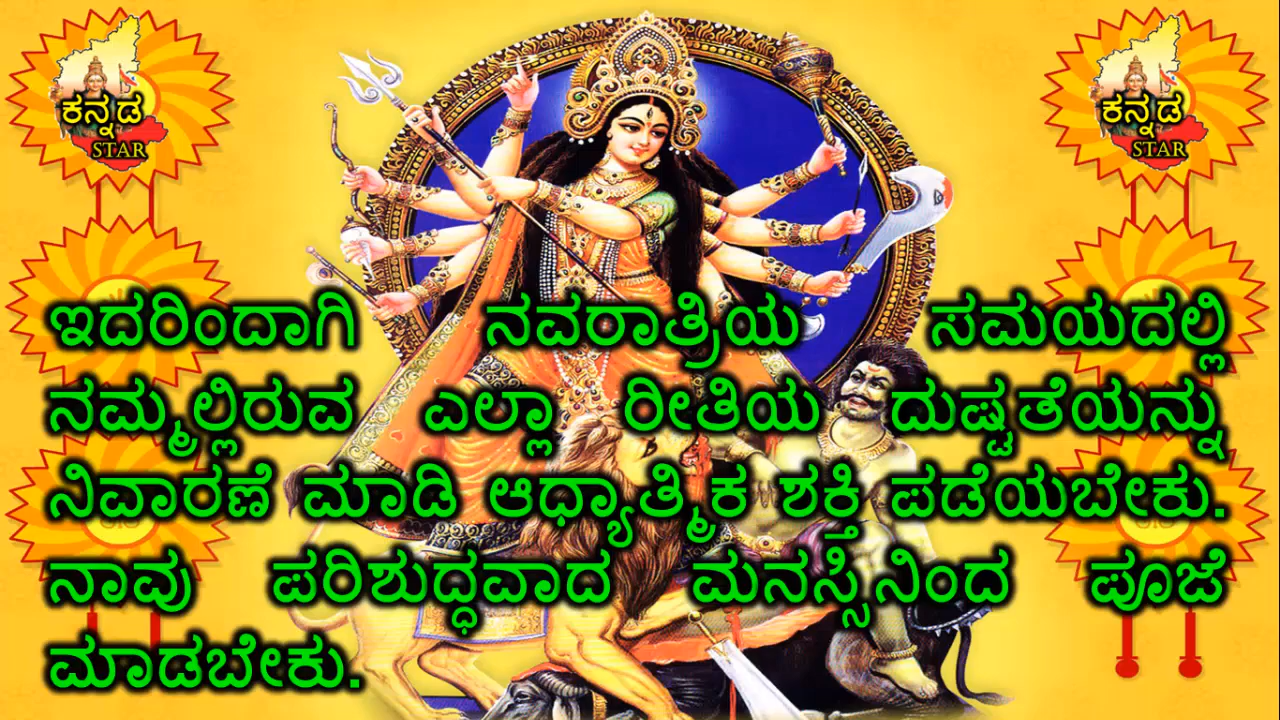 ಕನ್ನಡ
STAR
ಕನ್ನಡ
STAR
ಇದರಿಂದಾಗಿ ನವರಾತ್ರಿಯ ಸಮಯದಲ್ಲಿ
ನಮ್ಮಲ್ಲಿರುವ ಎಲ್ಲಾ ರೀತಿಯ ದುಷ್ಟತೆಯನ್ನು
ನಿವಾರಣೆ ಮಾಡಿ ಆಧ್ಯಾತ್ಮಿಕ ಶಕ್ತಿ ಪಡೆಯಬೇಕು.
ನಾವು ಪರಿಶುದ್ಧವಾದ ಮನಸ್ಸಿನಿಂದ ಪೂಜೆ
ಮಾಡಬೇಕು.